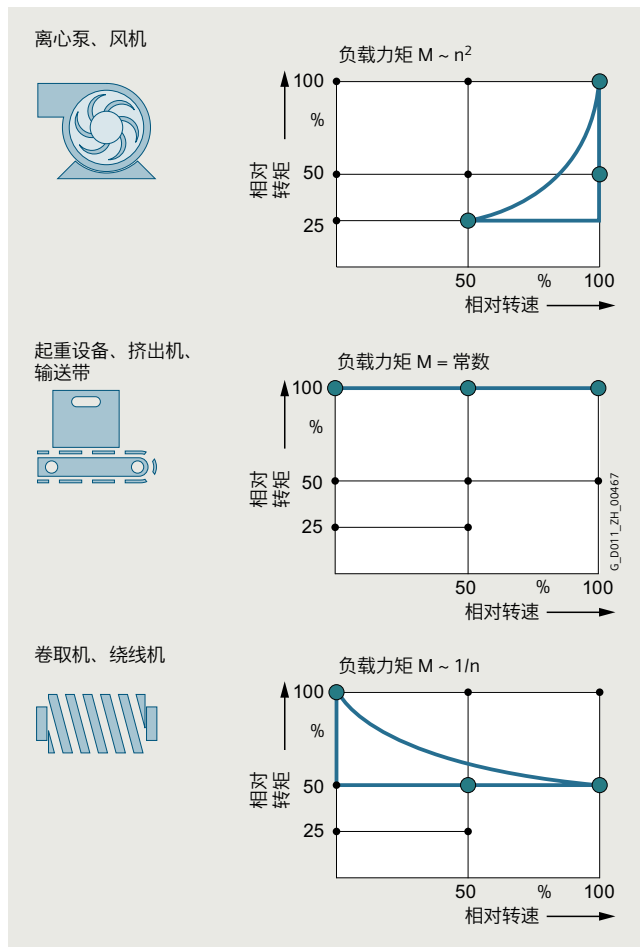 离心泵、风机
负载力矩 M ~ n²
100
%
相对
转矩
50
25
50 % 100
相对转速
起重设备、挤出机、
输送带
负载力矩 M = 常数
100
%
相对
转矩
50
25
50 % 100
相对转速
G_D011_ZH_00467
卷取机、绕线机
负载力矩 M ~ 1/n
100
%
相对
转矩
50
25
50 % 100
相对转速